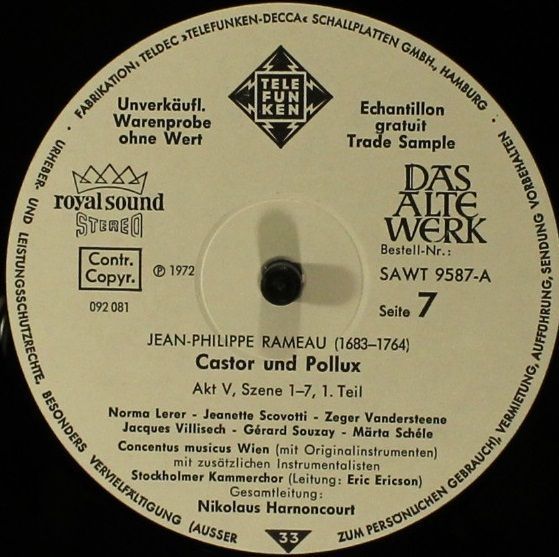 URHEBER- UND LEISTUNGSSCHUTZRECHTE, BESONDERS VERVIELFÄLTIGUNG (AUSSER ZUM PERSÖNLICHEN GEBRAUCH), VERMIETUNG, AUFFÜHRUNG, SENDUNG VORBEHALTEN · FABRIKATION: TELDEC »TELEFUNKEN-DECCA« SCHALLPLATTEN GMBH., HAMBURG ·
TELE
FUN
KEN
Unverkäufl.
Warenprobe
ohne Wert
Echantillon
gratuit
Trade Sample
royal sound
STEREO
DAS
ALTE
WERK
Contr.
Copyr.
Ⓟ 1972
092 081
Bestell-Nr.:
SAWT 9587-A
Seite 7
JEAN-PHILIPPE RAMEAU (1683–1764)
Castor und Pollux
Akt V, Szene 1–7, 1. Teil
Norma Lerer - Jeanette Scovotti - Zeger Vandersteene
Jacques Villisech - Gérard Souzay - Märta Schéle
Concentus musicus Wien (mit Originalinstrumenten)
mit zusätzlichen Instrumentalisten
Stockholmer Kammerchor (Leitung: Eric Ericson)
Gesamtleitung:
Nikolaus Harnoncourt
33